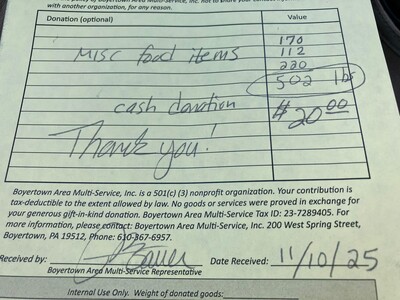 with another organization, for any reason.
Donation (optional) Value
170
misc food items 112
220
502 lbs
cash donation $20.00
Thank you!
Boyertown Area Multi-Service, Inc. is a 501(c) (3) nonprofit organization. Your contribution is
tax-deductible to the extent allowed by law. No goods or services were proved in exchange for
your generous gift-in-kind donation. Boyertown Area Multi-Service Tax ID: 23-7289405. For
more information, please contact: Boyertown Area Multi-Service, Inc. 200 West Spring Street,
Boyertown, PA 19512, Phone: 610-367-6957.
Received by: Date Received: 11/10/25
Boyertown Area Multi-Service Representative
Internal Use Only. Weight of donated goods: